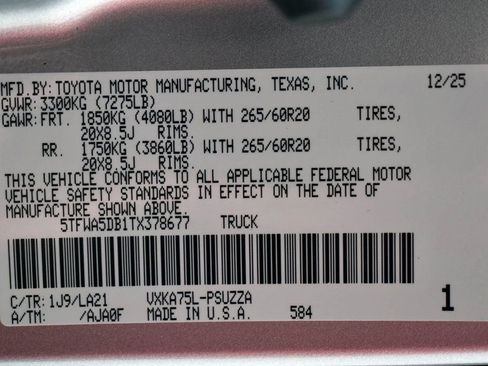 MFD.BY: TOYOTA MOTOR MANUFACTURING, TEXAS, INC. 12/25
GVWR: 3300KG (7275LB)
GAWR: FRT. 1850KG (4080LB) WITH 265/60R20 TIRES,
20X8.5J RIMS.
RR. 1750KG (3860LB) WITH 265/60R20 TIRES,
20X8.5J RIMS.
THIS VEHICLE CONFORMS TO ALL APPLICABLE FEDERAL MOTOR
VEHICLE SAFETY STANDARDS IN EFFECT ON THE DATE OF
MANUFACTURE SHOWN ABOVE.
5TFWA5DB1TX378677 TRUCK
C/TR: 1J9/LA21 VXKA75L-PSUZZA 1
A/TM: /AJA0F MADE IN U.S.A. 584